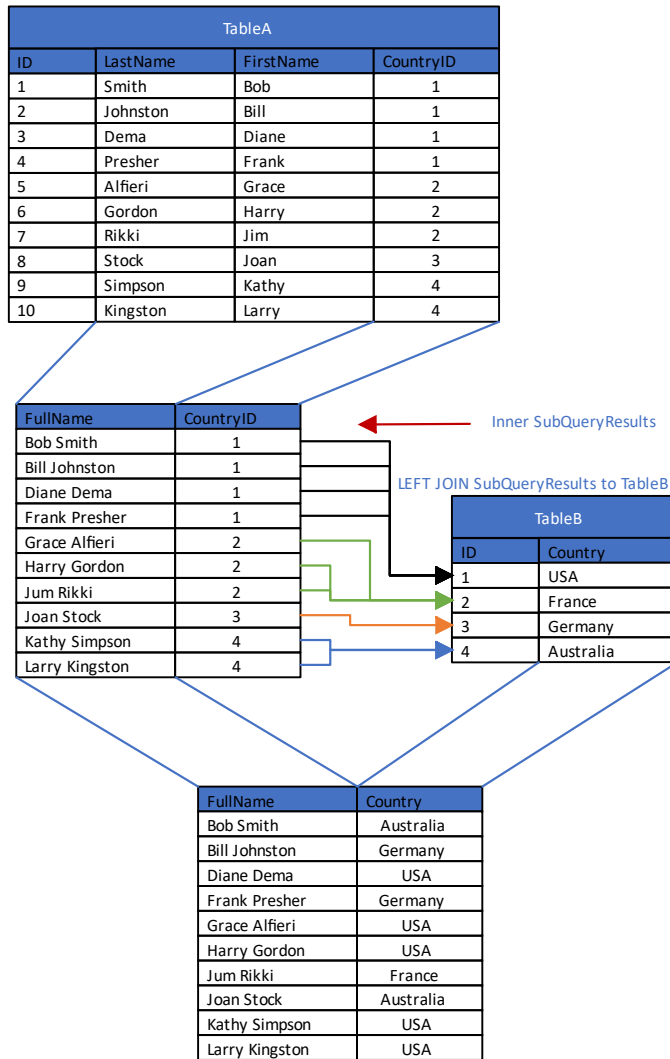 TableA
ID LastName FirstName CountryID
1 Smith Bob 1
2 Johnston Bill 1
3 Dema Diane 1
4 Presher Frank 1
5 Alfieri Grace 2
6 Gordon Harry 2
7 Rikki Jim 2
8 Stock Joan 3
9 Simpson Kathy 4
10 Kingston Larry 4
FullName CountryID
Bob Smith 1
Bill Johnston 1
Diane Dema 1
Frank Presher 1
Grace Alfieri 2
Harry Gordon 2
Jum Rikki 2
Joan Stock 3
Kathy Simpson 4
Larry Kingston 4
Inner SubQueryResults
LEFT JOIN SubQueryResults to TableB
TableB
ID Country
1 USA
2 France
3 Germany
4 Australia
FullName Country
Bob Smith Australia
Bill Johnston Germany
Diane Dema USA
Frank Presher Germany
Grace Alfieri USA
Harry Gordon USA
Jum Rikki France
Joan Stock Australia
Kathy Simpson USA
Larry Kingston USA